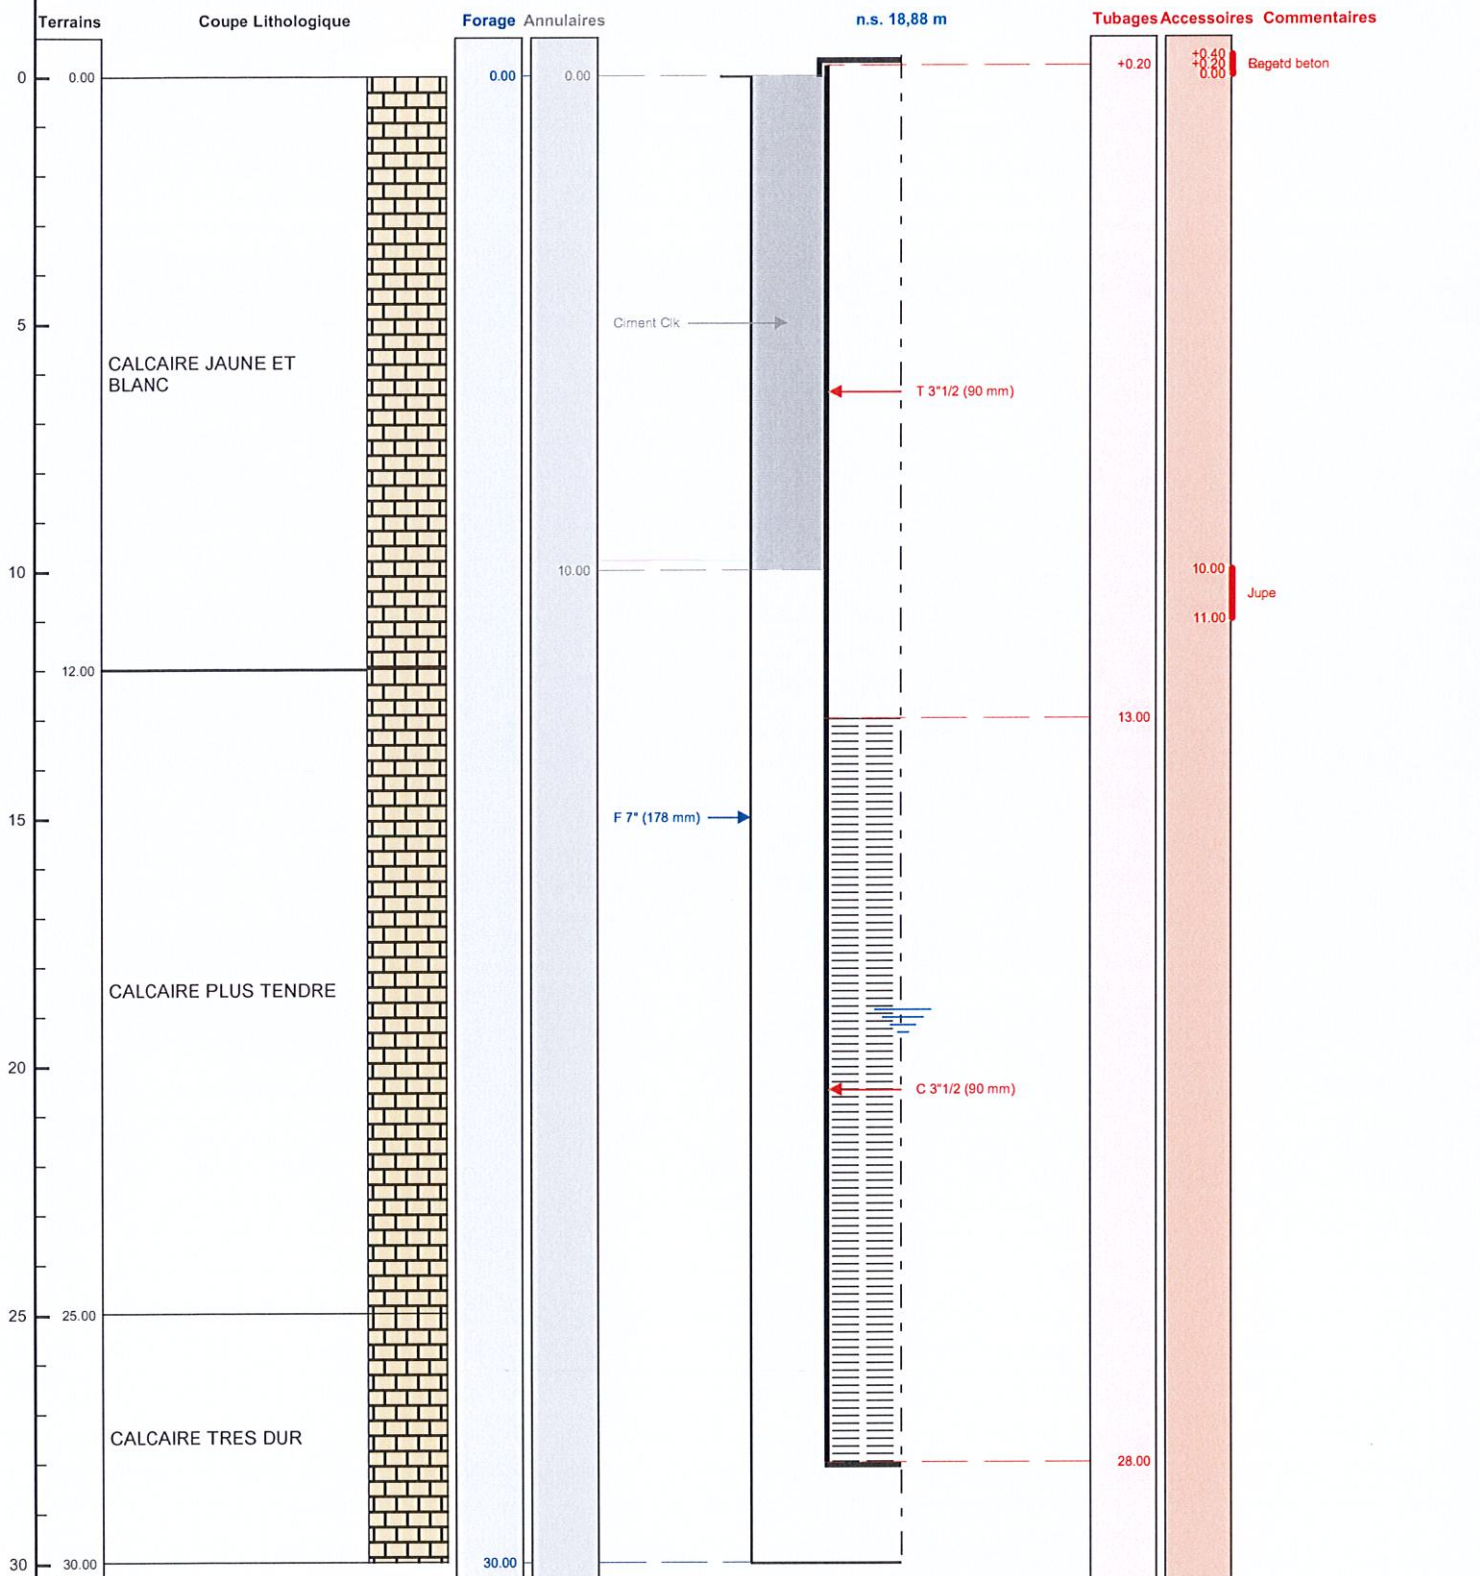 Terrains Coupe Lithologique Forage Annulaires n.s. 18,88 m Tubages Accessoires Commentaires
+0.40
+0.20 +0.20 beton
0 0.00 0.00 0.00 0.00
5 Ciment Clk
CALCAIRE JAUNE ET
BLANC
T 3"1/2 (90 mm)
10 10.00 10.00
Jupe
11.00
12.00
13.00
15 F 7" (178 mm)
CALCAIRE PLUS TENDRE
20 C 3"1/2 (90 mm)
25 25.00
CALCAIRE TRES DUR
28.00
30 30.00 30.00